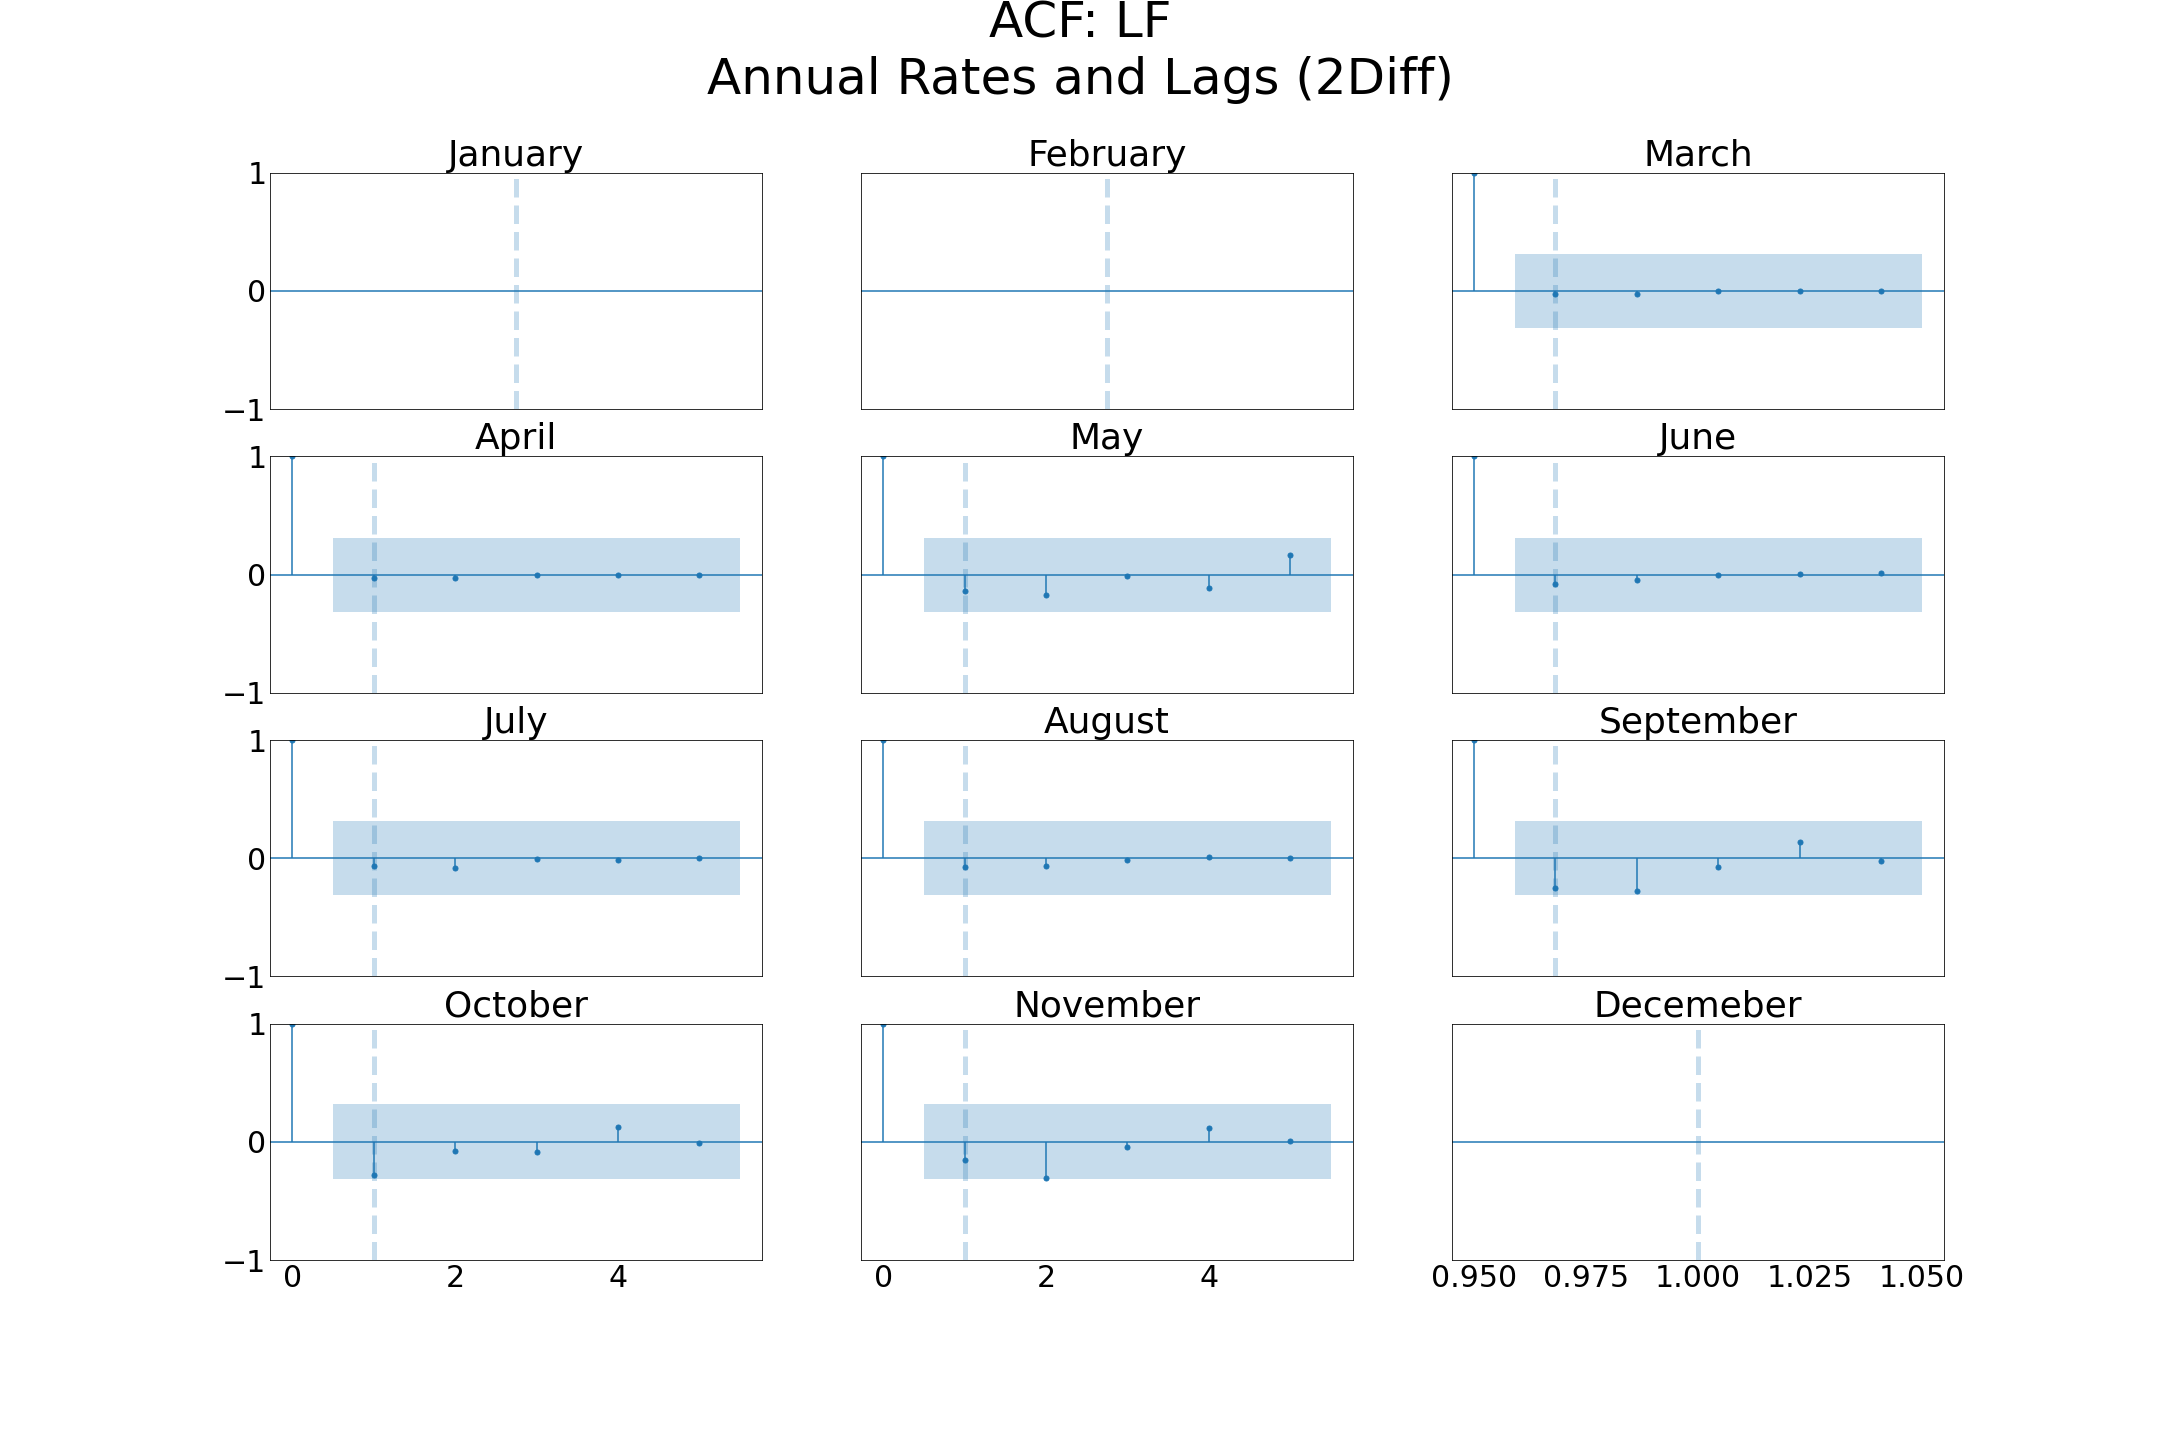 ACF: LF
Annual Rates and Lags (2Diff)
January February March
1
0
−1
April May June
1
0
−1
July August September
1
0
−1
October November Decemeber
1
0
−1
0 2 4 0 2 4 0.950 0.975 1.000 1.025 1.050